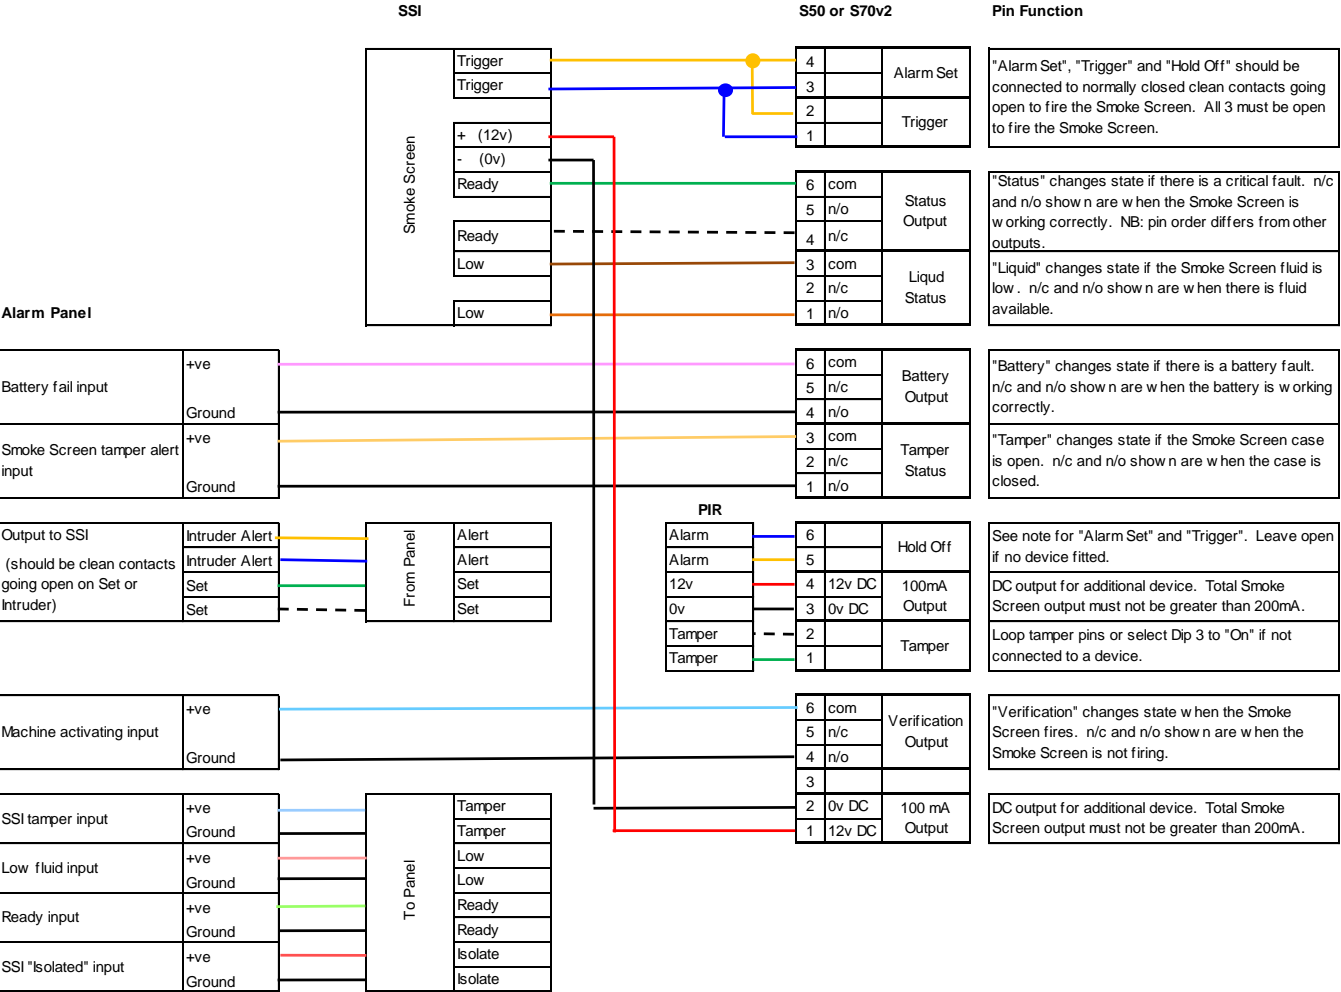 SSI
S50 or S70v2
Pin Function
Smoke Screen
Trigger
Trigger
+ (12v)
- (0v)
Ready
Ready
Low
Low
4
3
Alarm Set
2
1
Trigger
"Alarm Set", "Trigger" and "Hold Off" should be
connected to normally closed clean contacts going
open to fire the Smoke Screen. All 3 must be open
to fire the Smoke Screen.
6 com
5 n/o
4 n/c
Status
Output
"Status" changes state if there is a critical fault. n/c
and n/o shown are when the Smoke Screen is
working correctly. NB: pin order differs from other
outputs.
3 com
2 n/c
1 n/o
Liqud
Status
"Liquid" changes state if the Smoke Screen fluid is
low. n/c and n/o shown are when there is fluid
available.
Alarm Panel
Battery fail input
+ve
Ground
6 com
5 n/c
4 n/o
Battery
Output
"Battery" changes state if there is a battery fault.
n/c and n/o shown are when the battery is working
correctly.
Smoke Screen tamper alert
input
+ve
Ground
3 com
2 n/c
1 n/o
Tamper
Status
"Tamper" changes state if the Smoke Screen case
is open. n/c and n/o shown are when the case is
closed.
Output to SSI
(should be clean contacts
going open on Set or
Intruder)
Intruder Alert
Intruder Alert
Set
Set
From Panel
Alert
Alert
Set
Set
PIR
Alarm
Alarm
12v
0v
Tamper
Tamper
6
5
Hold Off
4 12v DC
3 0v DC
100mA
Output
2
1
Tamper
See note for "Alarm Set" and "Trigger". Leave open
if no device fitted.
DC output for additional device. Total Smoke
Screen output must not be greater than 200mA.
Loop tamper pins or select Dip 3 to "On" if not
connected to a device.
Machine activating input
+ve
Ground
6 com
5 n/c
4 n/o
Verification
Output
3
2 0v DC
1 12v DC
100 mA
Output
"Verification" changes state when the Smoke
Screen fires. n/c and n/o shown are when the
Smoke Screen is not firing.
DC output for additional device. Total Smoke
Screen output must not be greater than 200mA.
SSI tamper input
+ve
Ground
Low fluid input
+ve
Ground
Ready input
+ve
Ground
SSI "Isolated" input
+ve
Ground
To Panel
Tamper
Tamper
Low
Low
Ready
Ready
Isolate
Isolate